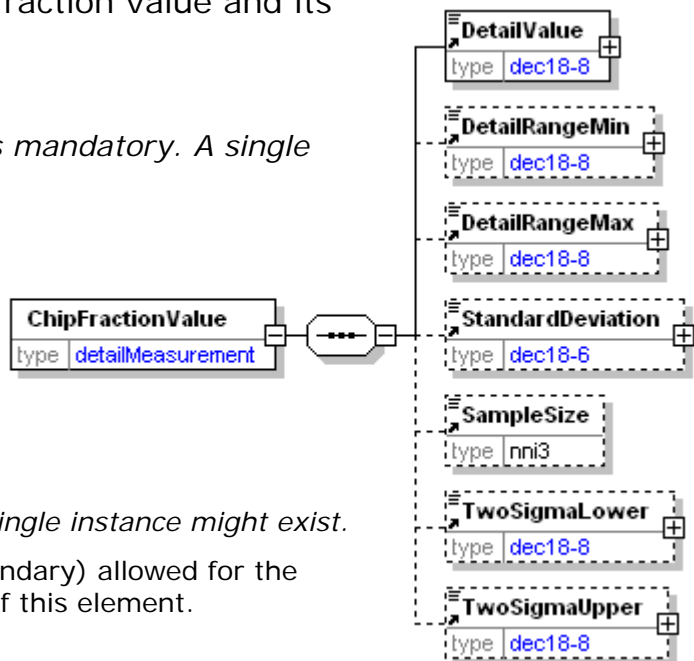 fraction value and its
s mandatory. A single
ingle instance might exist.
ndary) allowed for the
f this element.
ChipFractionValue
type detailMeasurement
DetailValue
type dec18-8
DetailRangeMin
type dec18-8
DetailRangeMax
type dec18-8
StandardDeviation
type dec18-6
SampleSize
type nni3
TwoSigmaLower
type dec18-8
TwoSigmaUpper
type dec18-8